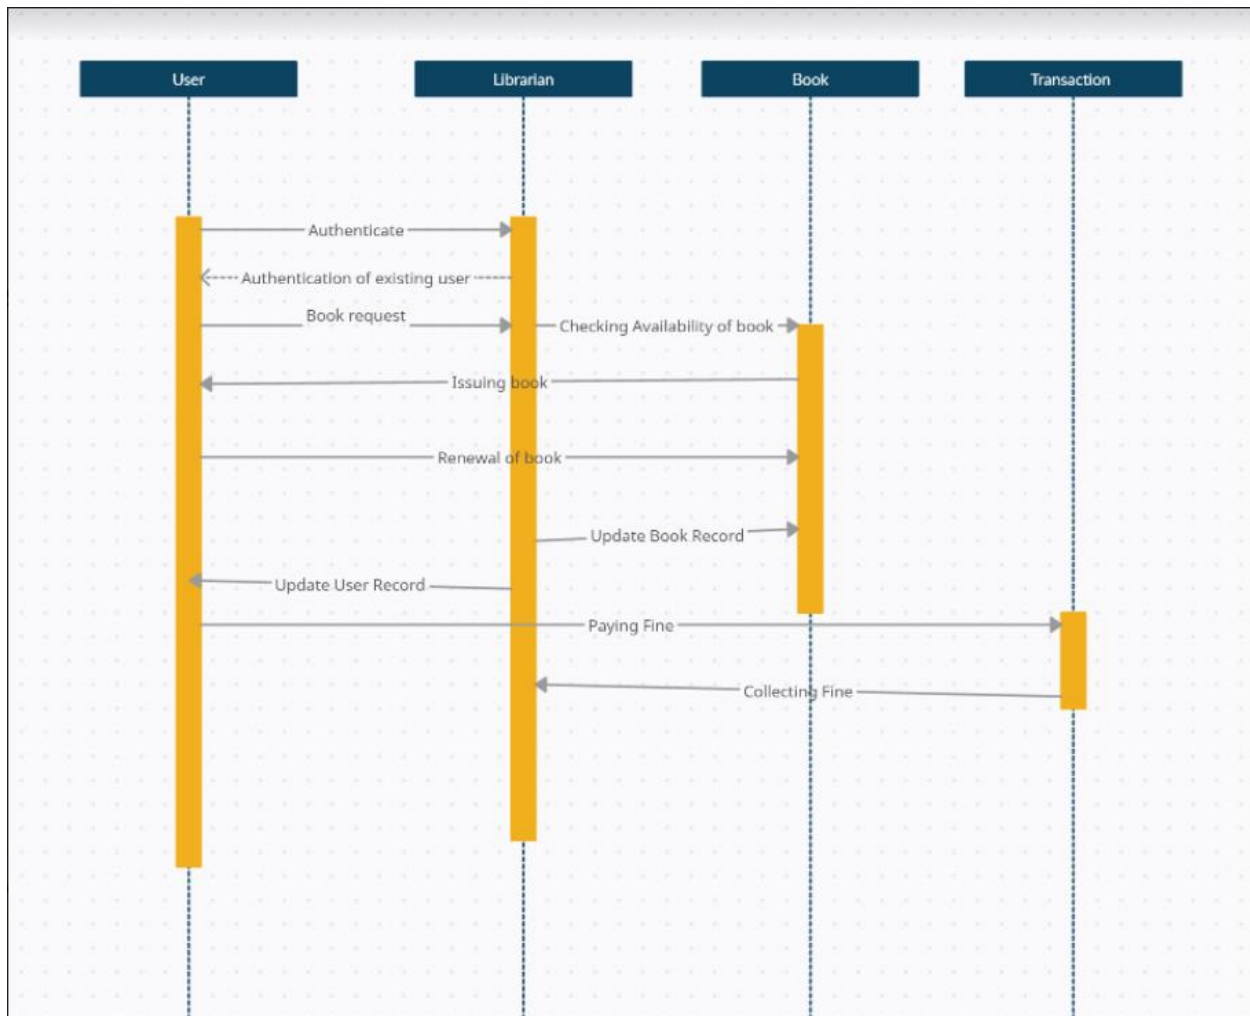 User
Librarian
Book
Transaction
Authenticate
Authentication of existing user
Book request
Checking Availability of book
Issuing book
Renewal of book
Update Book Record
Update User Record
Paying Fine
Collecting Fine